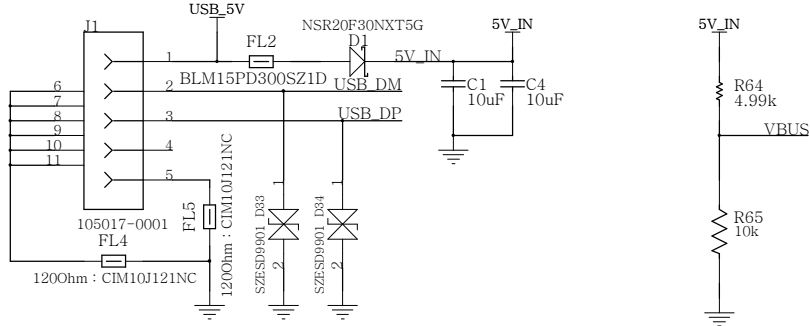 USB_5V
NSR20F30NXT5G
5V_IN
5V_IN
J1
1
FL2
D1
5V_IN
BLM15PD300SZ1D
6
2
USB_DM
C1
10uF
C4
10uF
R64
4.99k
7
8
3
USB_DP
VBUS
9
10
4
11
5
105017-0001
FL4
120Ohm : CIM10J121NC
FL5
120Ohm : CIM10J121NC
1
SZESD9901 D33
2
1
SZESD9901 D34
2
R65
10k